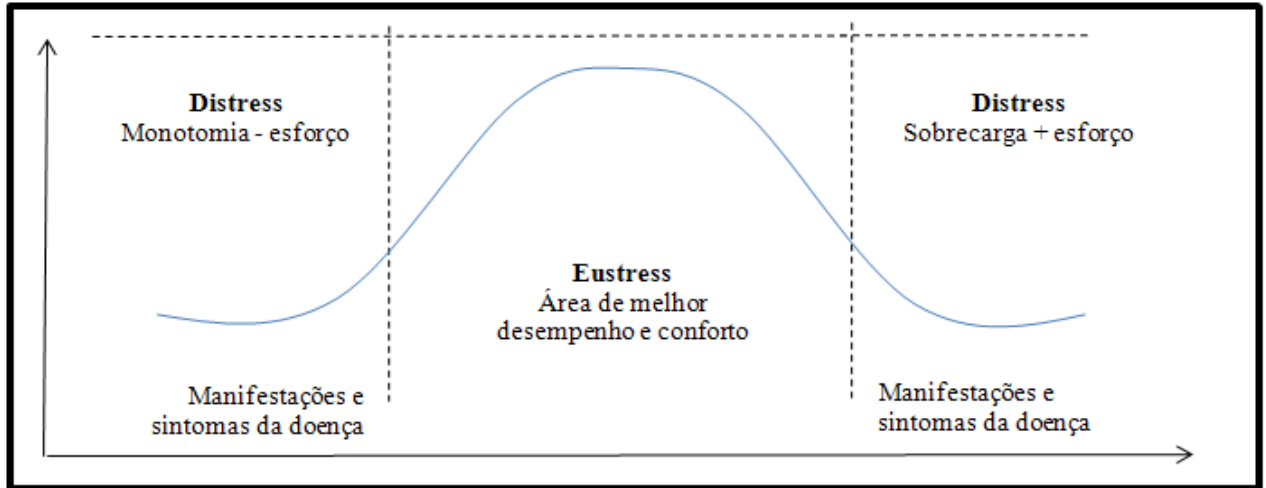 Distress
Monotomia - esforço
Distress
Sobrecarga + esforço
Eustress
Área de melhor
desempenho e conforto
Manifestações e
sintomas da doença
Manifestações e
sintomas da doença